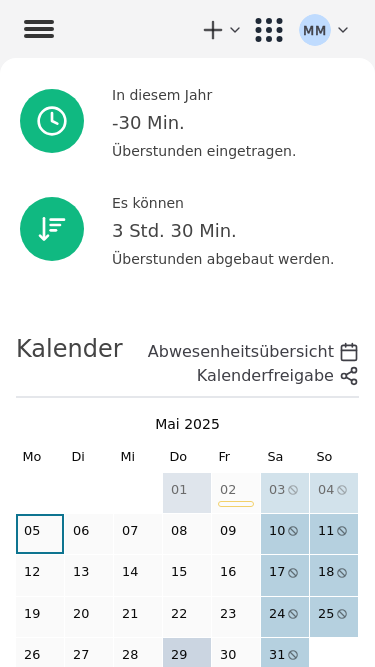 MM
In diesem Jahr
-30 Min.
Überstunden eingetragen.
Es können
3 Std. 30 Min.
Überstunden abgebaut werden.
Kalender
Abwesenheitsübersicht
Kalenderfreigabe
Mai 2025
Mo Di Mi Do Fr Sa So
01 02 03 04
05 06 07 08 09 10 11
12 13 14 15 16 17 18
19 20 21 22 23 24 25
26 27 28 29 30 31